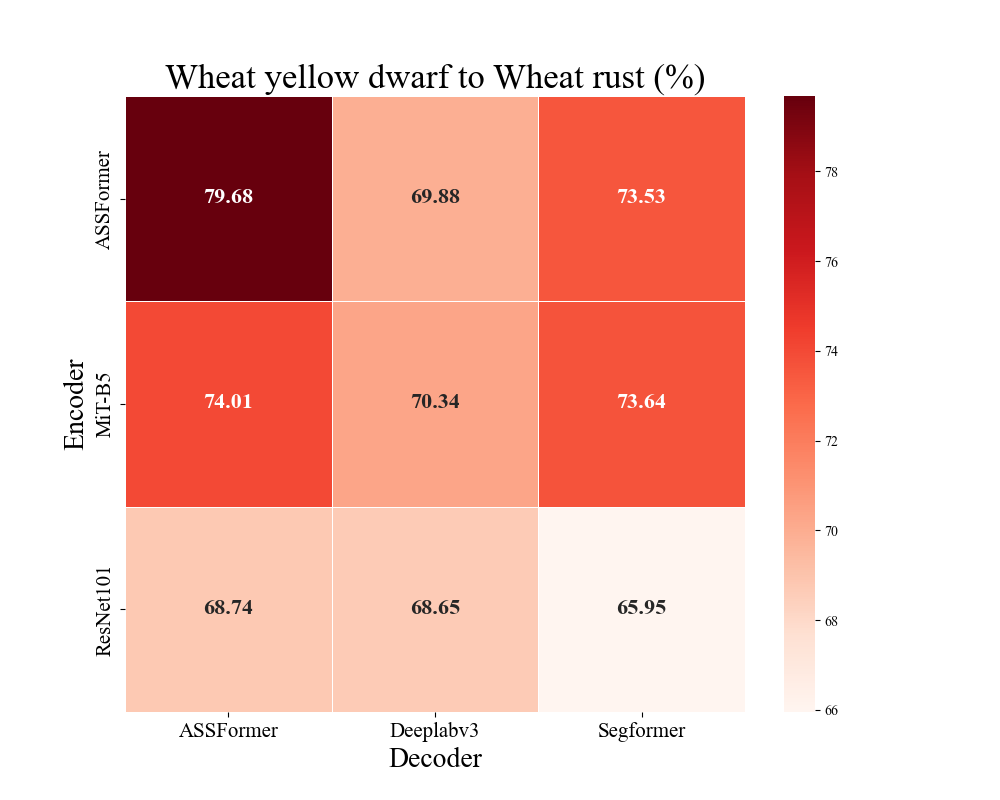 Wheat yellow dwarf to Wheat rust (%)
Encoder
ASSFormer
79.68
69.88
73.53
MiT-B5
74.01
70.34
73.64
ResNet101
68.74
68.65
65.95
ASSFormer
Deeplabv3
Segformer
Decoder
78
76
74
72
70
68
66